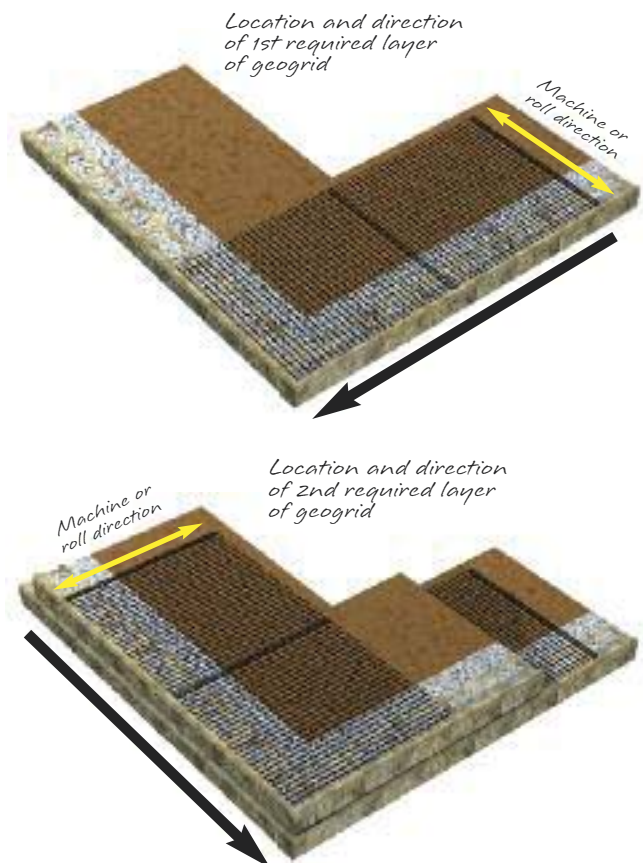 Location and direction
of 1st required layer
of geogrid
Machine or
roll direction
Location and direction
of 2nd required layer
of geogrid
Machine or
roll direction